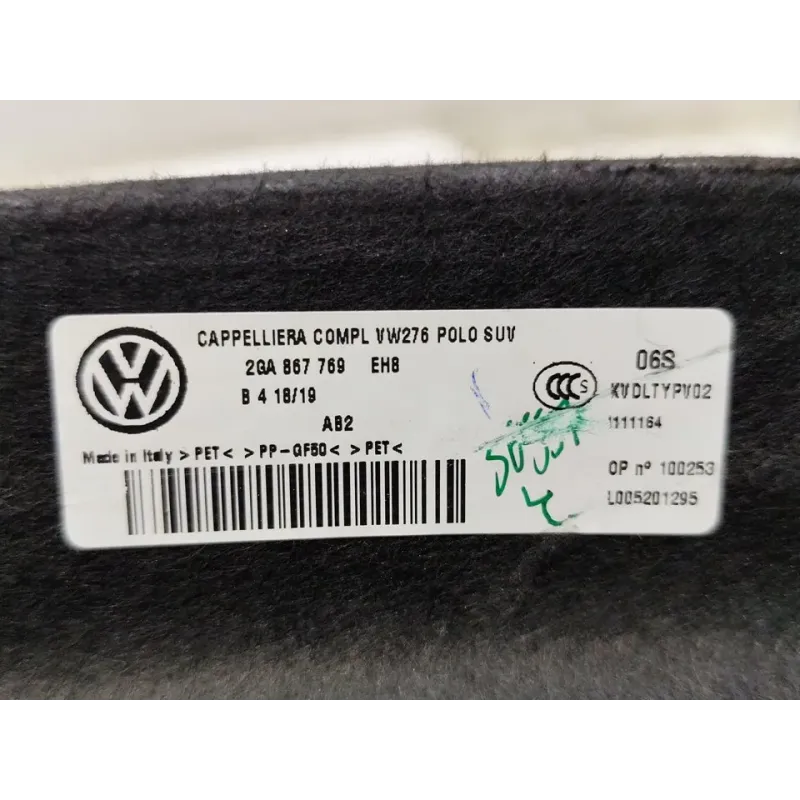 CAPPELLIERA COMPL VW276 POLO SUV
2GA 867 769 EH8
B 4 18/19
AB2
Made in Italy >PET< >PP-GF50< >PET<
CCC S
06S
KVDLTYPV02
1111164
OP nº 100253
L005201295